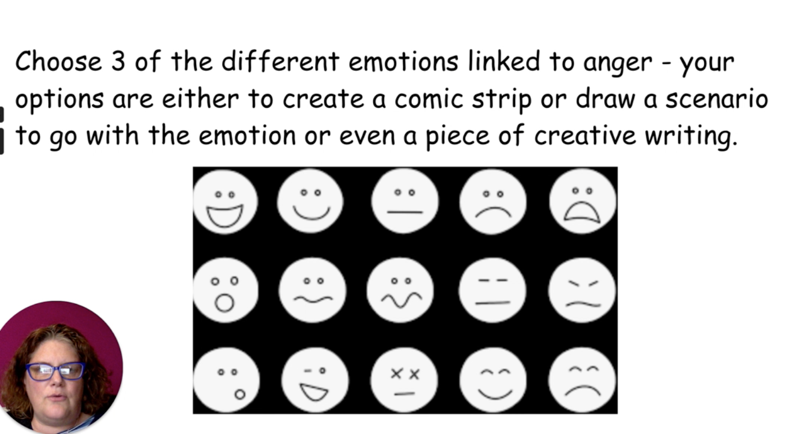 Choose 3 of the different emotions linked to anger - your
options are either to create a comic strip or draw a scenario
to go with the emotion or even a piece of creative writing.